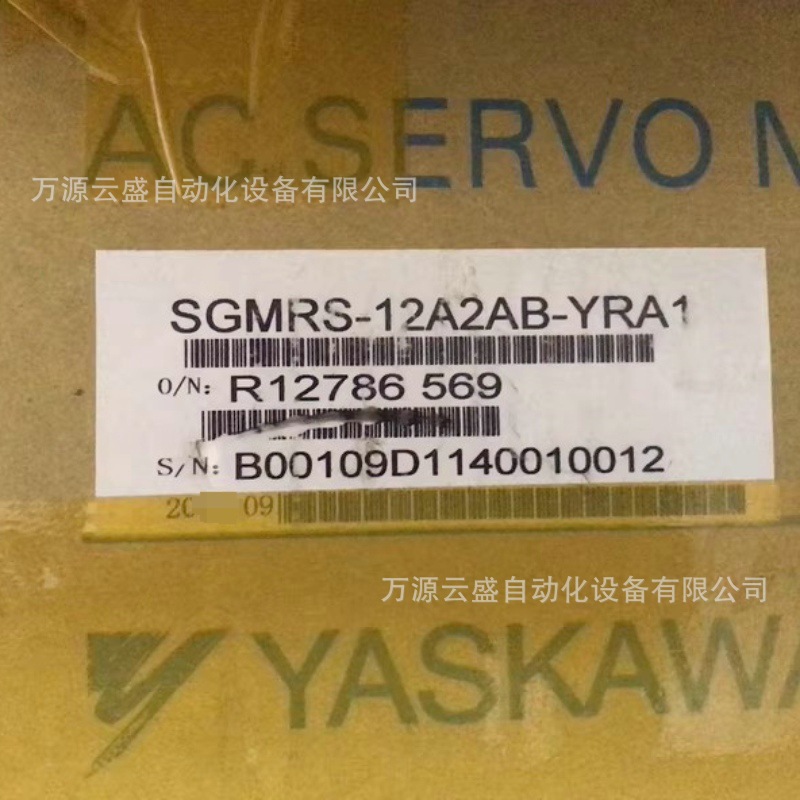 AC SERVO M
万源云盛自动化设备有限公司
SGMRS-12A2AB-YRA1
O/N: R12786 569
S/N: B00109D1140010012
20 09
万源云盛自动化设备有限公司
YASKAWA